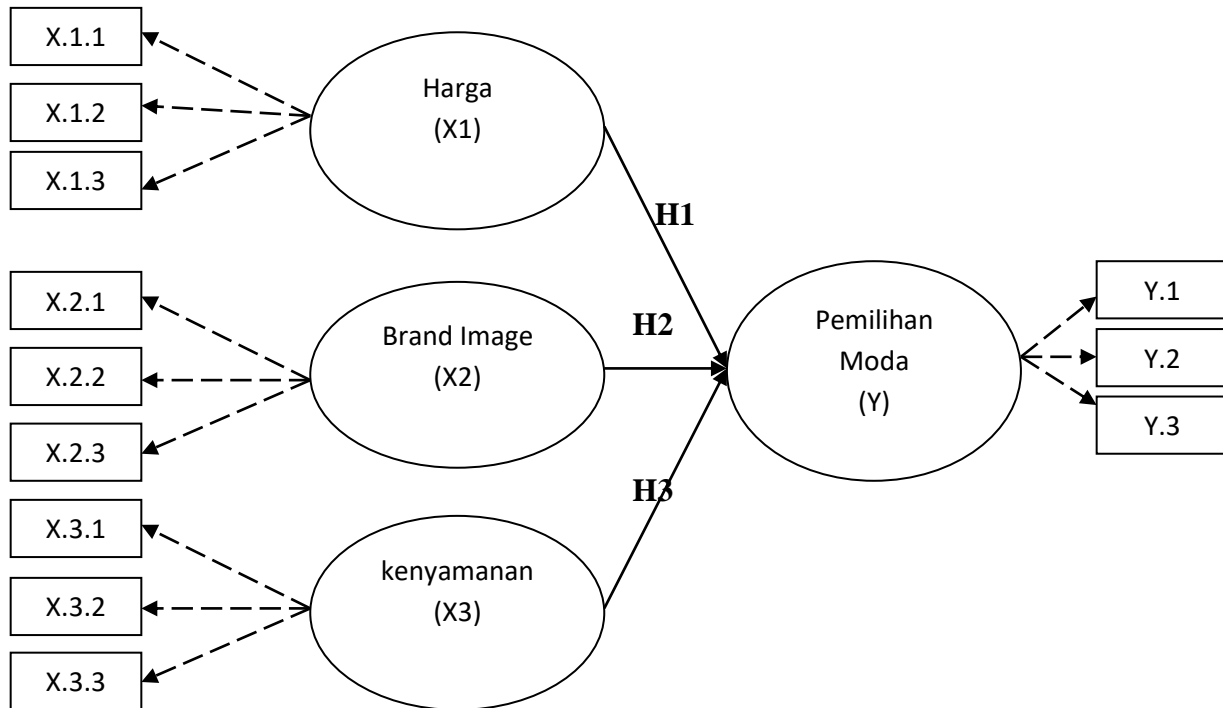 X.1.1
X.1.2
X.1.3
Harga
(X1)
H1
X.2.1
X.2.2
X.2.3
Brand Image
(X2)
H2
Pemilihan
Moda
(Y)
Y.1
Y.2
Y.3
H3
X.3.1
X.3.2
X.3.3
kenyamanan
(X3)